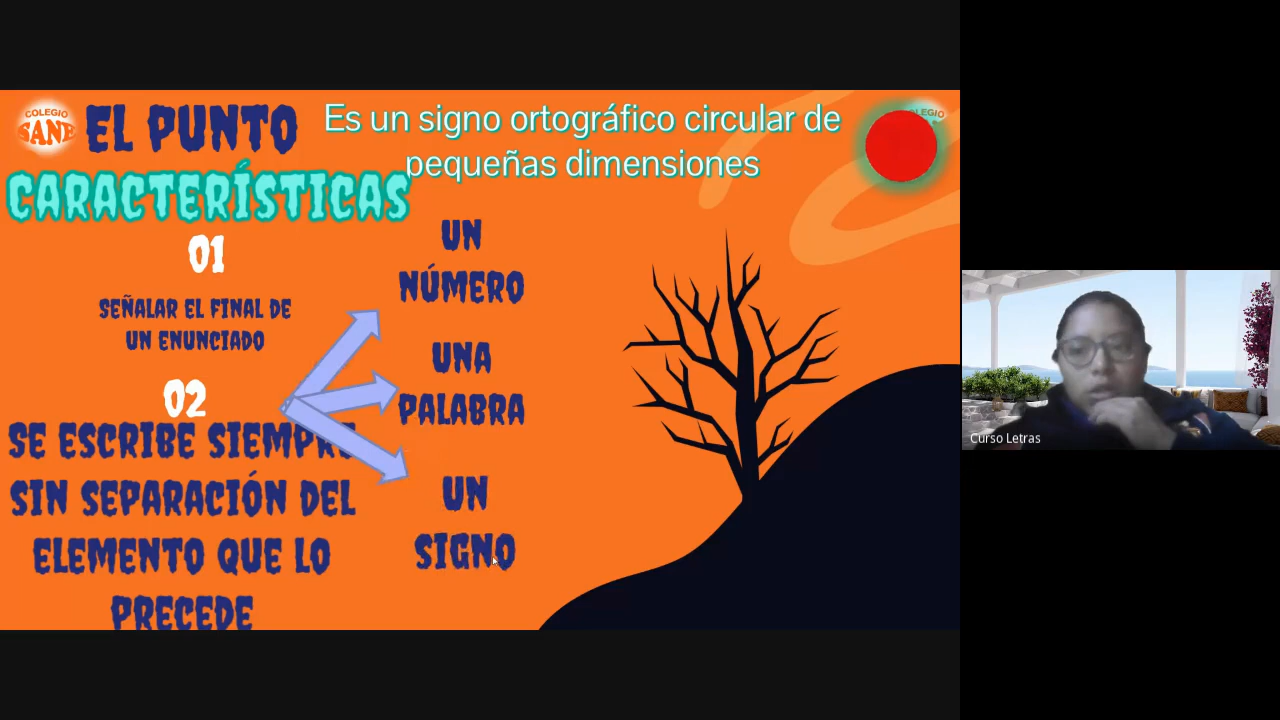 COLEGIO
SANE
EL PUNTO
CARACTERÍSTICAS
Es un signo ortográfico circular de
pequeñas dimensiones
01
SEÑALAR EL FINAL DE
UN ENUNCIADO
02
SE ESCRIBE SIEMPRE
SIN SEPARACIÓN DEL
ELEMENTO QUE LO
PRECEDE
UN
NÚMERO
UNA
PALABRA
UN
SIGNO
Curso Letras